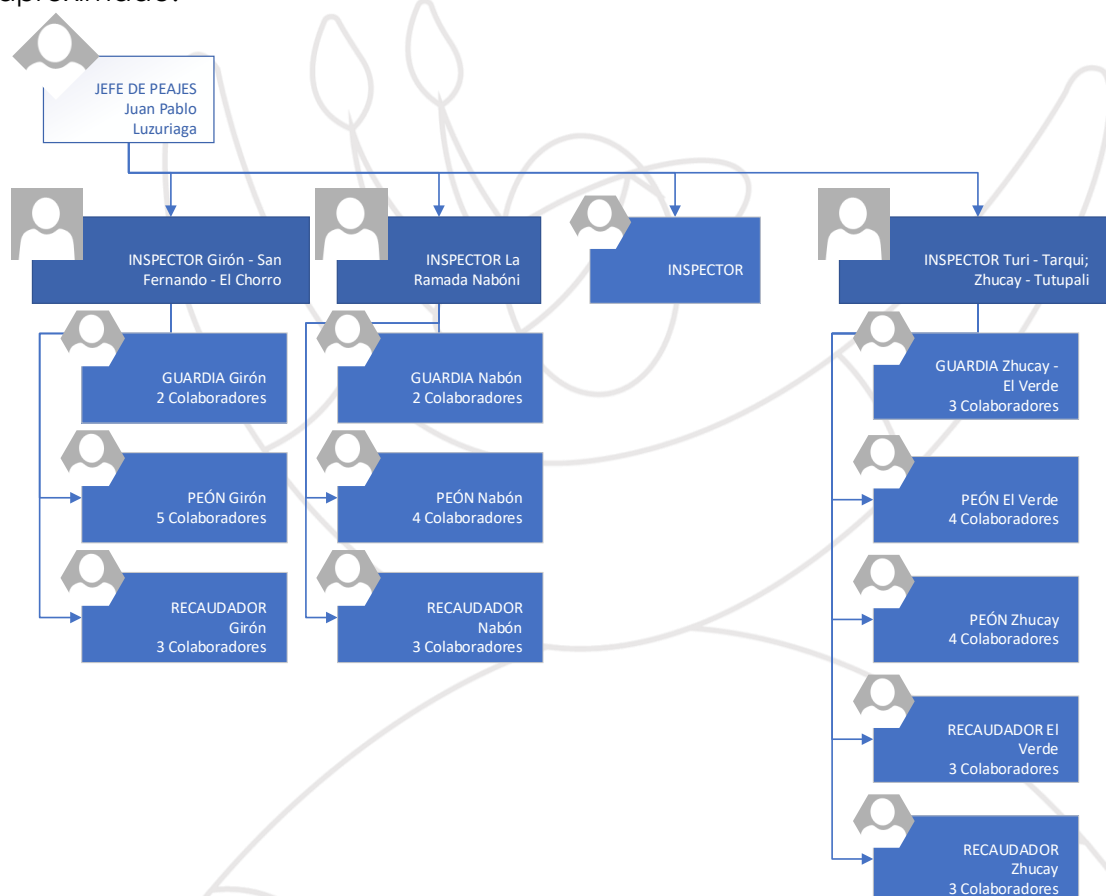 aproximado:
JEFE DE PEAJES
Juan Pablo
Luzuriaga
INSPECTOR Girón - San
Fernando - El Chorro
INSPECTOR La
Ramada Nabóni
INSPECTOR
INSPECTOR Turi - Tarqui;
Zhucay - Tutupali
GUARDIA Girón
2 Colaboradores
GUARDIA Nabón
2 Colaboradores
GUARDIA Zhucay -
El Verde
3 Colaboradores
PEÓN Girón
5 Colaboradores
PEÓN Nabón
4 Colaboradores
PEÓN El Verde
4 Colaboradores
RECAUDADOR
Girón
3 Colaboradores
RECAUDADOR
Nabón
3 Colaboradores
PEÓN Zhucay
4 Colaboradores
RECAUDADOR El
Verde
3 Colaboradores
RECAUDADOR
Zhucay
3 Colaboradores